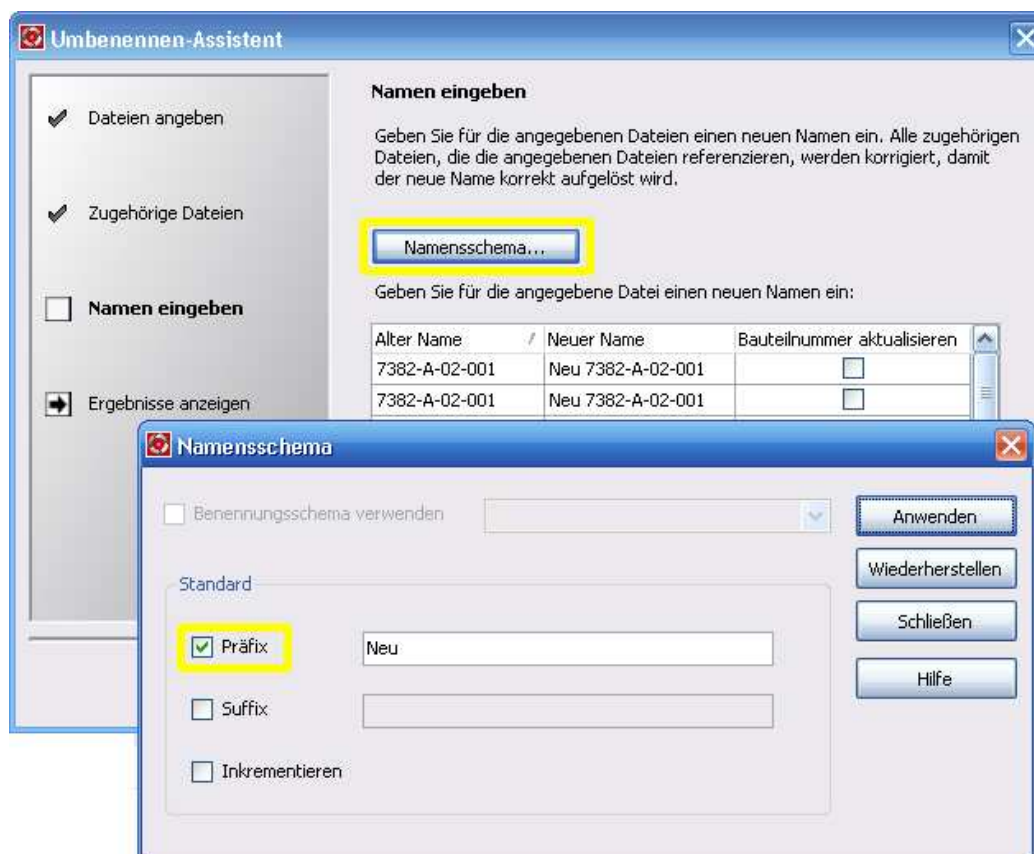 Umbenennen-Assistent
Dateien angeben
Zugehörige Dateien
Namen eingeben
Ergebnisse anzeigen
Namen eingeben
Geben Sie für die angegebenen Dateien einen neuen Namen ein. Alle zugehörigen
Dateien, die die angegebenen Dateien referenzieren, werden korrigiert, damit
der neue Name korrekt aufgelöst wird.
Namensschema...
Geben Sie für die angegebene Datei einen neuen Namen ein:
Alter Name / Neuer Name Bauteilnummer aktualisieren
7382-A-02-001 Neu 7382-A-02-001
7382-A-02-001 Neu 7382-A-02-001
Namensschema
Benennungsschema verwenden
Anwenden
Wiederherstellen
Schließen
Hilfe
Standard
Präfix Neu
Suffix
Inkrementieren